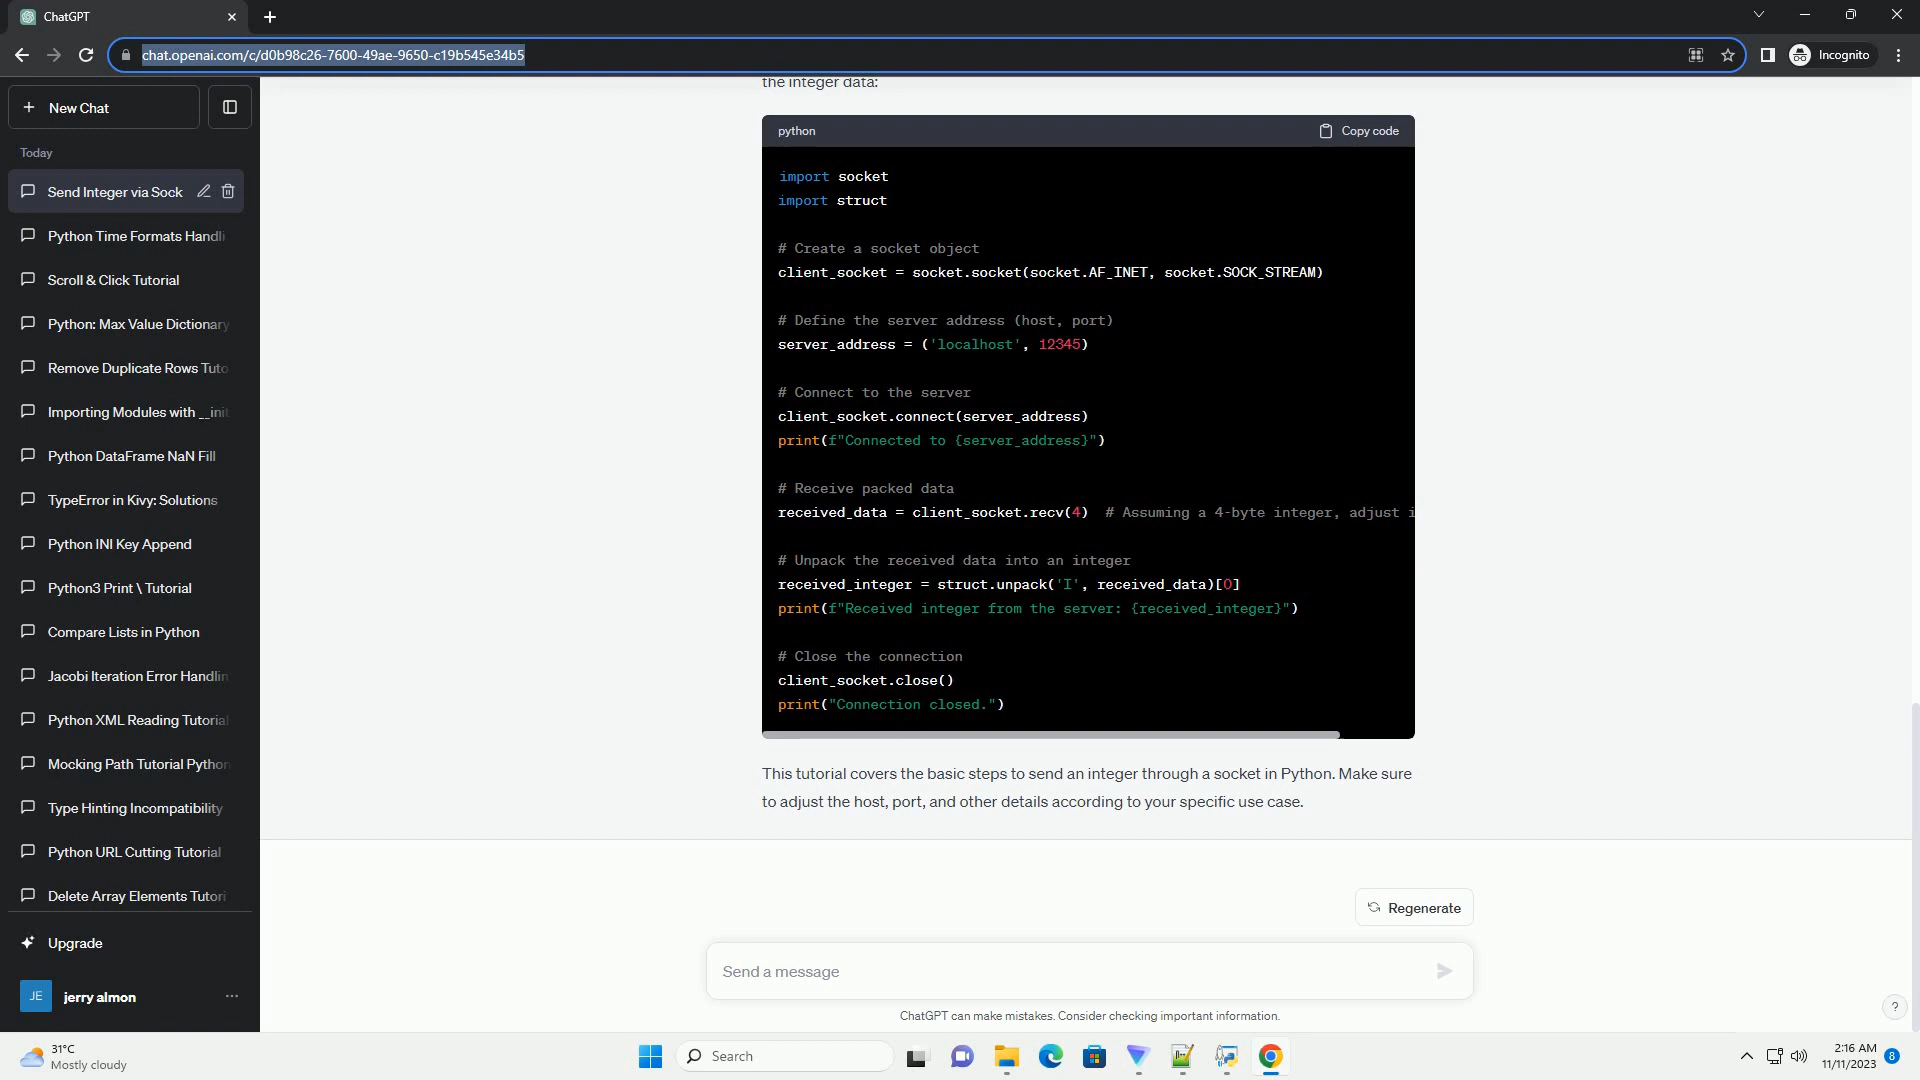 ChatGPT
chat.openai.com/c/d0b98c26-7600-49ae-9650-c19b545e34b5
Incognito
New Chat
Today
Send Integer via Sock
Python Time Formats Handli
Scroll & Click Tutorial
Python: Max Value Dictionary
Remove Duplicate Rows Tuto
Importing Modules with __init
Python DataFrame NaN Fill
TypeError in Kivy: Solutions
Python INI Key Append
Python3 Print \ Tutorial
Compare Lists in Python
Jacobi Iteration Error Handlin
Python XML Reading Tutorial
Mocking Path Tutorial Python
Type Hinting Incompatibility
Python URL Cutting Tutorial
Delete Array Elements Tutori
Upgrade
JE jerry almon
the integer data:
python Copy code
import socket
import struct
# Create a socket object
client_socket = socket.socket(socket.AF_INET, socket.SOCK_STREAM)
# Define the server address (host, port)
server_address = ('localhost', 12345)
# Connect to the server
client_socket.connect(server_address)
print(f"Connected to {server_address}")
# Receive packed data
received_data = client_socket.recv(4)  # Assuming a 4-byte integer, adjust i
# Unpack the received data into an integer
received_integer = struct.unpack('I', received_data)[0]
print(f"Received integer from the server: {received_integer}")
# Close the connection
client_socket.close()
print("Connection closed.")
This tutorial covers the basic steps to send an integer through a socket in Python. Make sure
to adjust the host, port, and other details according to your specific use case.
Regenerate
Send a message
ChatGPT can make mistakes. Consider checking important information.
?
31°C
Mostly cloudy
Search
2:16 AM
11/11/2023
8